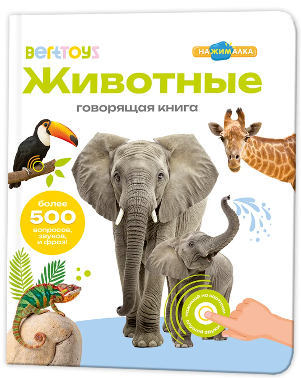 BertToys
НАЖИМАЛКА
Животные
говорящая книга
более
500
вопросов,
звуков,
и фраз!